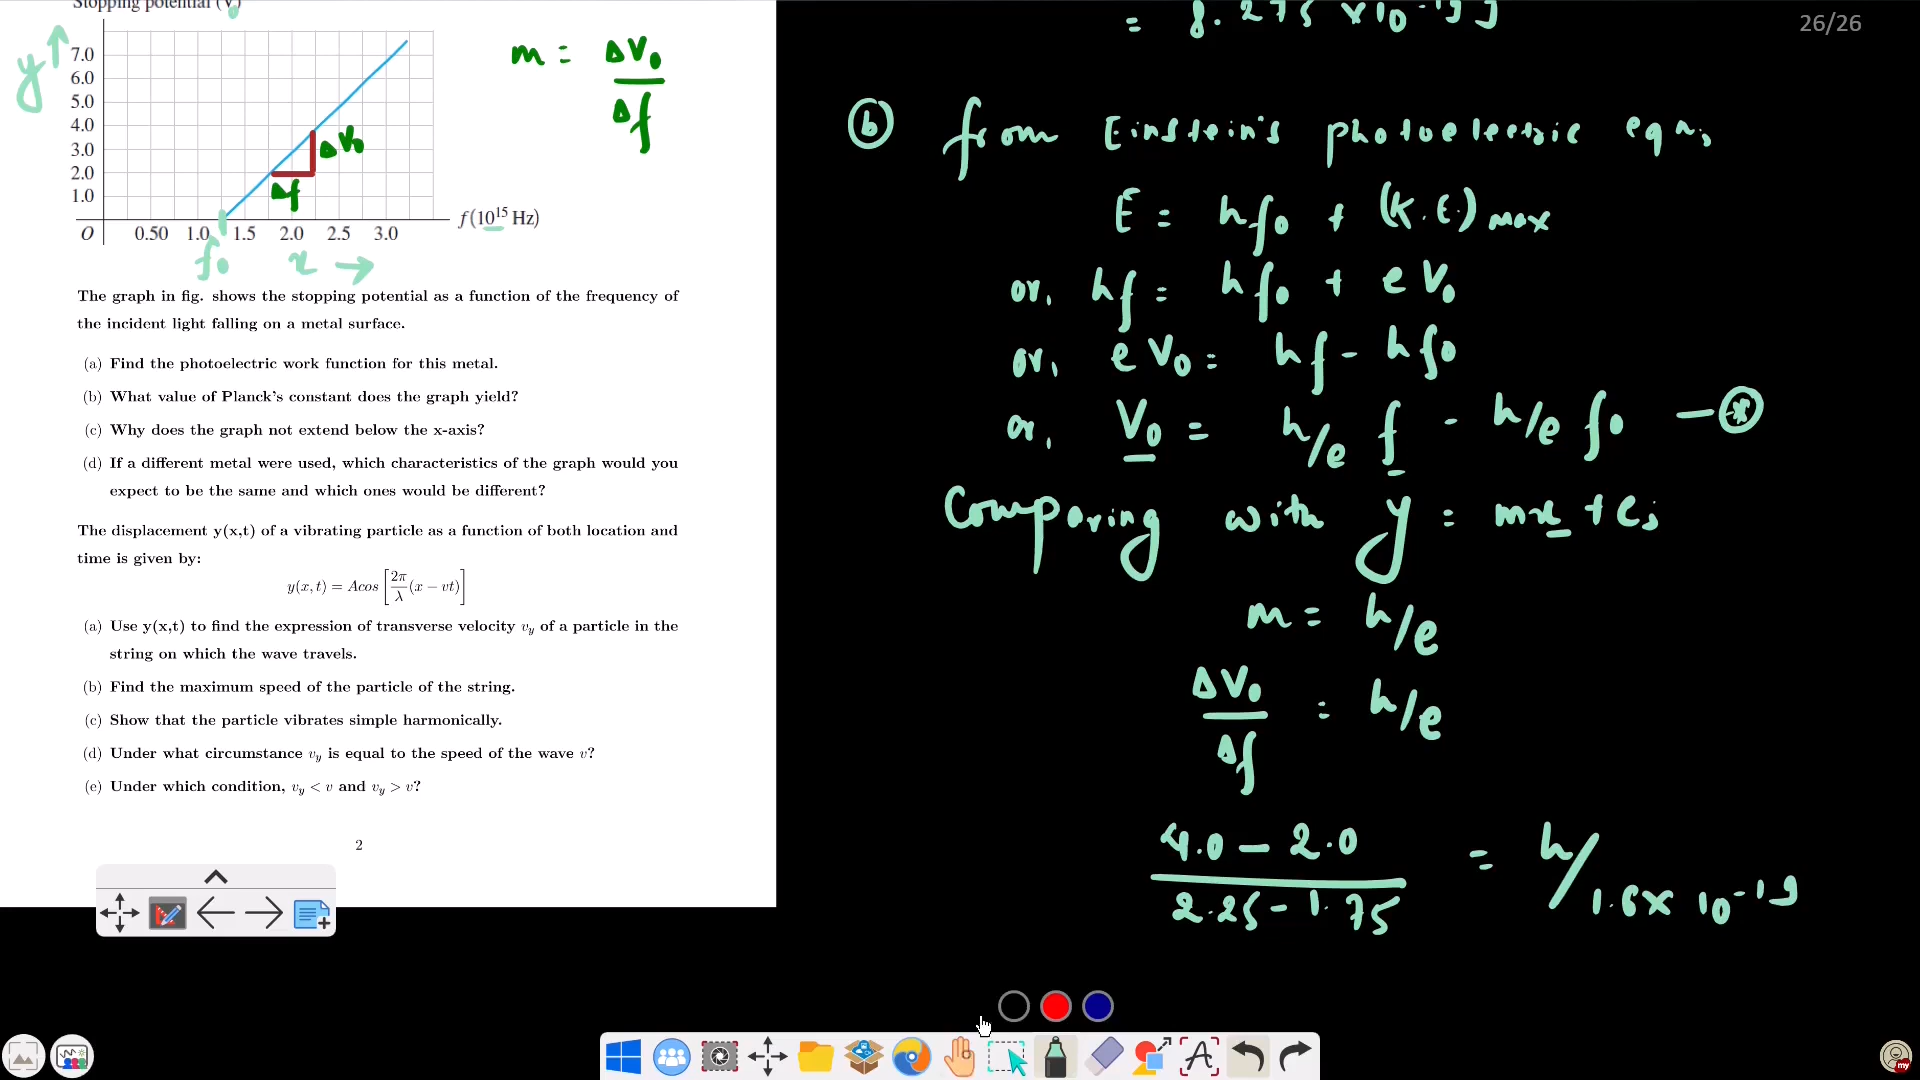 Stopping potential (V₀)
y
7.0
6.0
5.0
4.0
3.0
2.0
1.0
O 0.50 1.0 1.5 2.0 2.5 3.0
f(10¹⁵ Hz)
ΔV₀
Δf
f₀ x →
m = ΔV₀ / Δf
The graph in fig. shows the stopping potential as a function of the frequency of
the incident light falling on a metal surface.
(a) Find the photoelectric work function for this metal.
(b) What value of Planck's constant does the graph yield?
(c) Why does the graph not extend below the x-axis?
(d) If a different metal were used, which characteristics of the graph would you
expect to be the same and which ones would be different?
The displacement y(x,t) of a vibrating particle as a function of both location and
time is given by:
y(x, t) = Acos [2π/λ (x − vt)]
(a) Use y(x,t) to find the expression of transverse velocity v_y of a particle in the
string on which the wave travels.
(b) Find the maximum speed of the particle of the string.
(c) Show that the particle vibrates simple harmonically.
(d) Under what circumstance v_y is equal to the speed of the wave v?
(e) Under which condition, v_y < v and v_y > v?
2
26/26
= 8.275 × 10⁻¹⁹ J
(b) from Einstein's photoelectric eqn,
E = hf₀ + (K.E.)max
or, hf = hf₀ + eV₀
or, eV₀ = hf - hf₀
or, V₀ = h/e f - h/e f₀ — (*)
Comparing with y = mx + c,
m = h/e
ΔV₀ / Δf = h/e
4.0 - 2.0 / 2.25 - 1.75 = h / 1.6 × 10⁻¹⁹
my